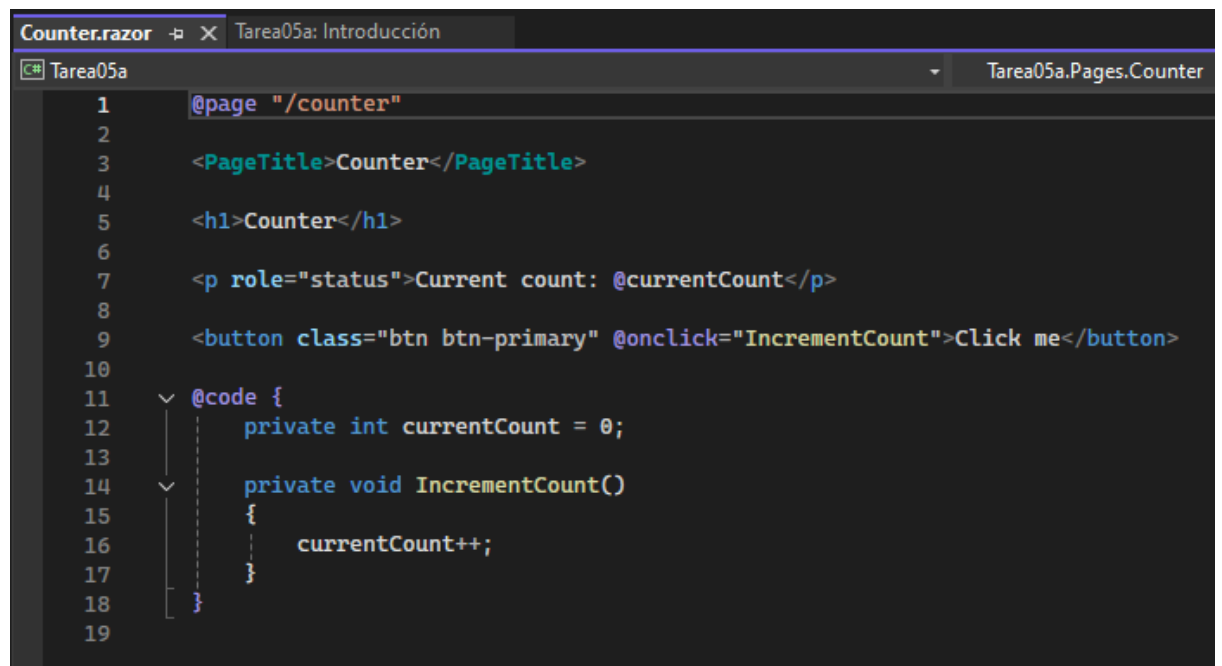 Counter.razor Tarea05a: Introducción
C# Tarea05a Tarea05a.Pages.Counter
1 @page "/counter"
2
3 <PageTitle>Counter</PageTitle>
4
5 <h1>Counter</h1>
6
7 <p role="status">Current count: @currentCount</p>
8
9 <button class="btn btn-primary" @onclick="IncrementCount">Click me</button>
10
11 @code {
12     private int currentCount = 0;
13
14     private void IncrementCount()
15     {
16         currentCount++;
17     }
18 }
19